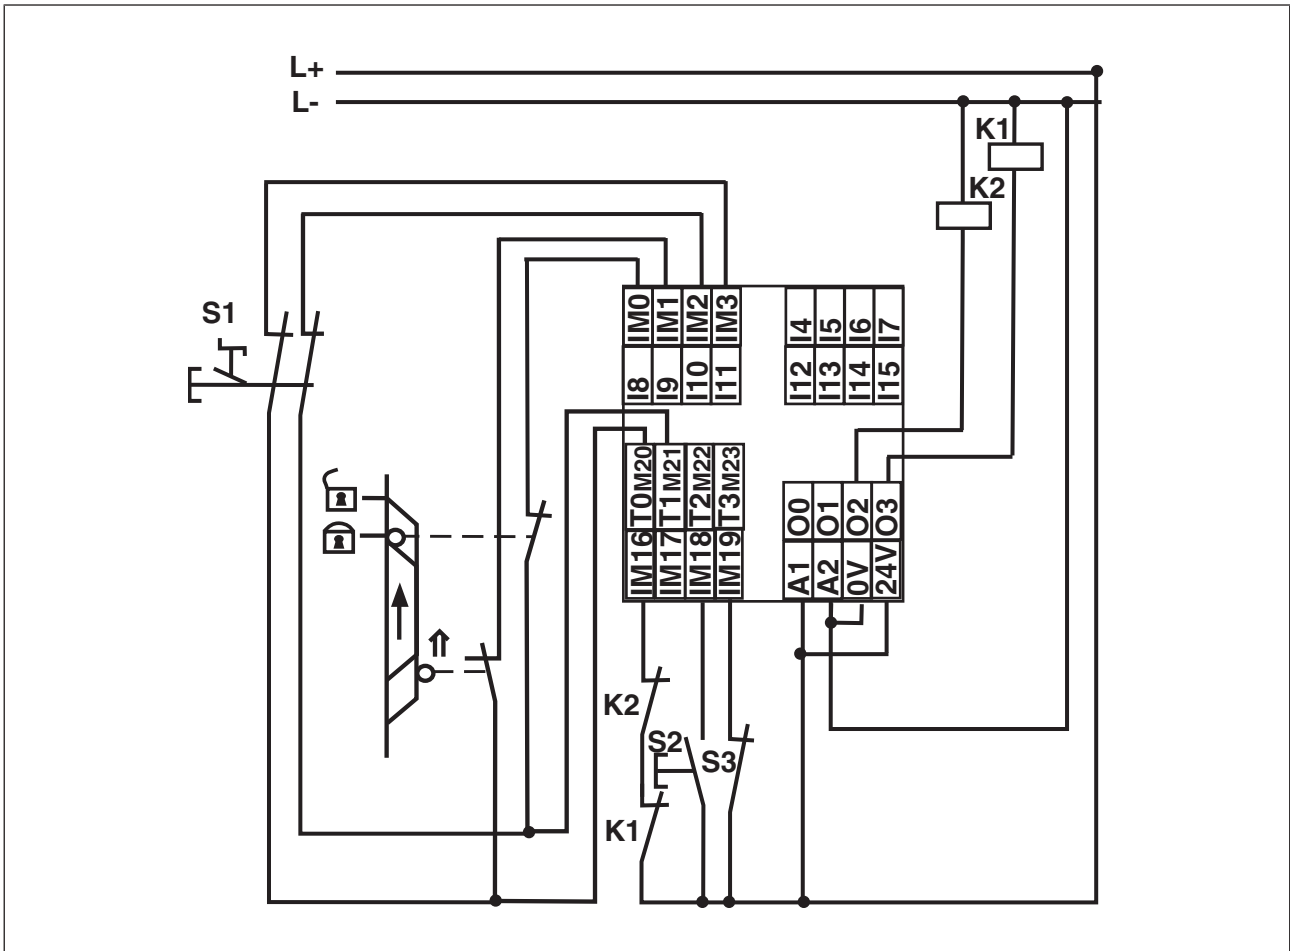 L+
L-
K1
K2
S1
IM0 IM1 IM2 IM3 I4 I5 I6 I7
I8 I9 I10 I11 I12 I13 I14 I15
T0M20 T1M21 T2M22 T3M23 O0 O1 O2 O3
IM16 IM17 IM18 IM19 A1 A2 0V 24V
K2
S2 S3
K1